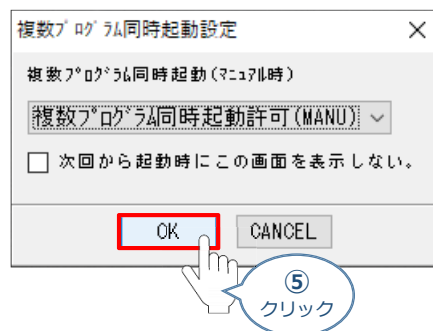 複数ﾌﾟﾛｸﾞﾗﾑ同時起動設定
複数ﾌﾟﾛｸﾞﾗﾑ同時起動(ﾏﾆｭｱﾙ時)
複数ﾌﾟﾛｸﾞﾗﾑ同時起動許可(MANU)
次回から起動時にこの画面を表示しない。
OK CANCEL
⑤
クリック